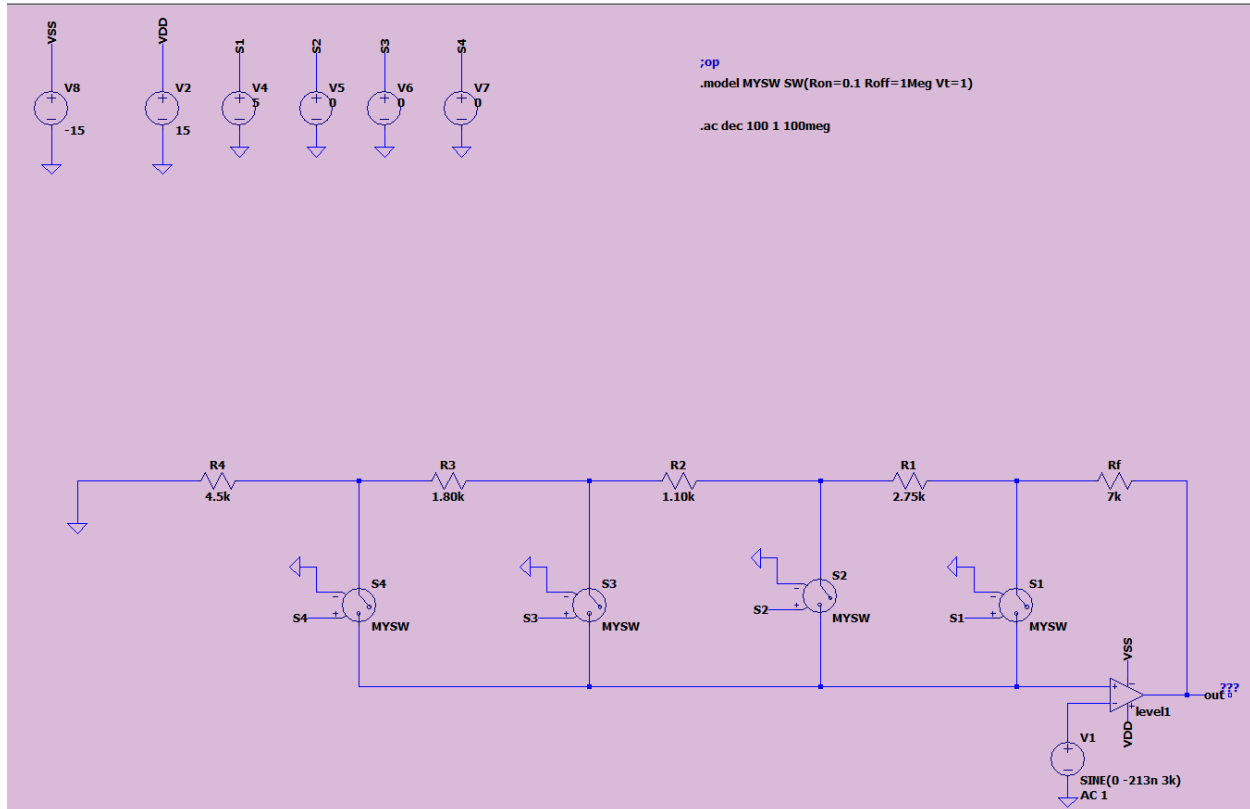 VSS
VDD
S1
S2
S3
S4
V8
-15
V2
15
V4
5
V5
0
V6
0
V7
0
;op
.model MYSW SW(Ron=0.1 Roff=1Meg Vt=1)
.ac dec 100 1 100meg
R4
4.5k
R3
1.80k
R2
1.10k
R1
2.75k
Rf
7k
S4
S4
MYSW
S3
S3
MYSW
S2
S2
MYSW
S1
S1
MYSW
VSS
level1
VDD
out
???
V1
SINE(0 -213n 3k)
AC 1